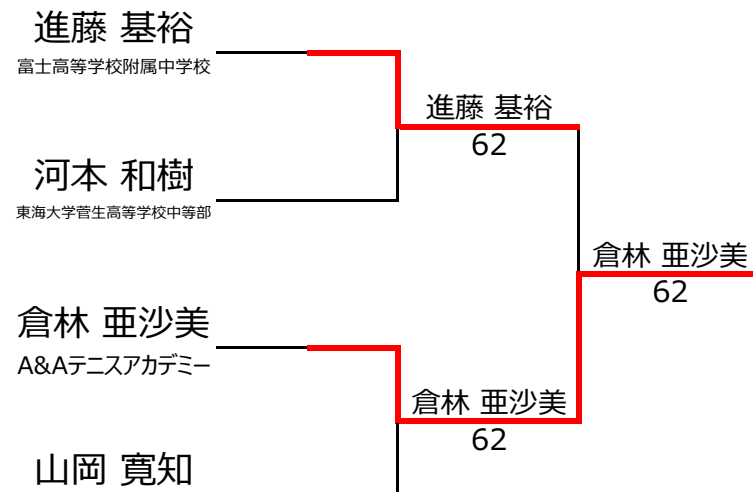 進藤 基裕
富士高等学校附属中学校
進藤 基裕
62
河本 和樹
東海大学菅生高等学校中等部
倉林 亜沙美
62
倉林 亜沙美
A&Aテニスアカデミー
倉林 亜沙美
62
山岡 寛知